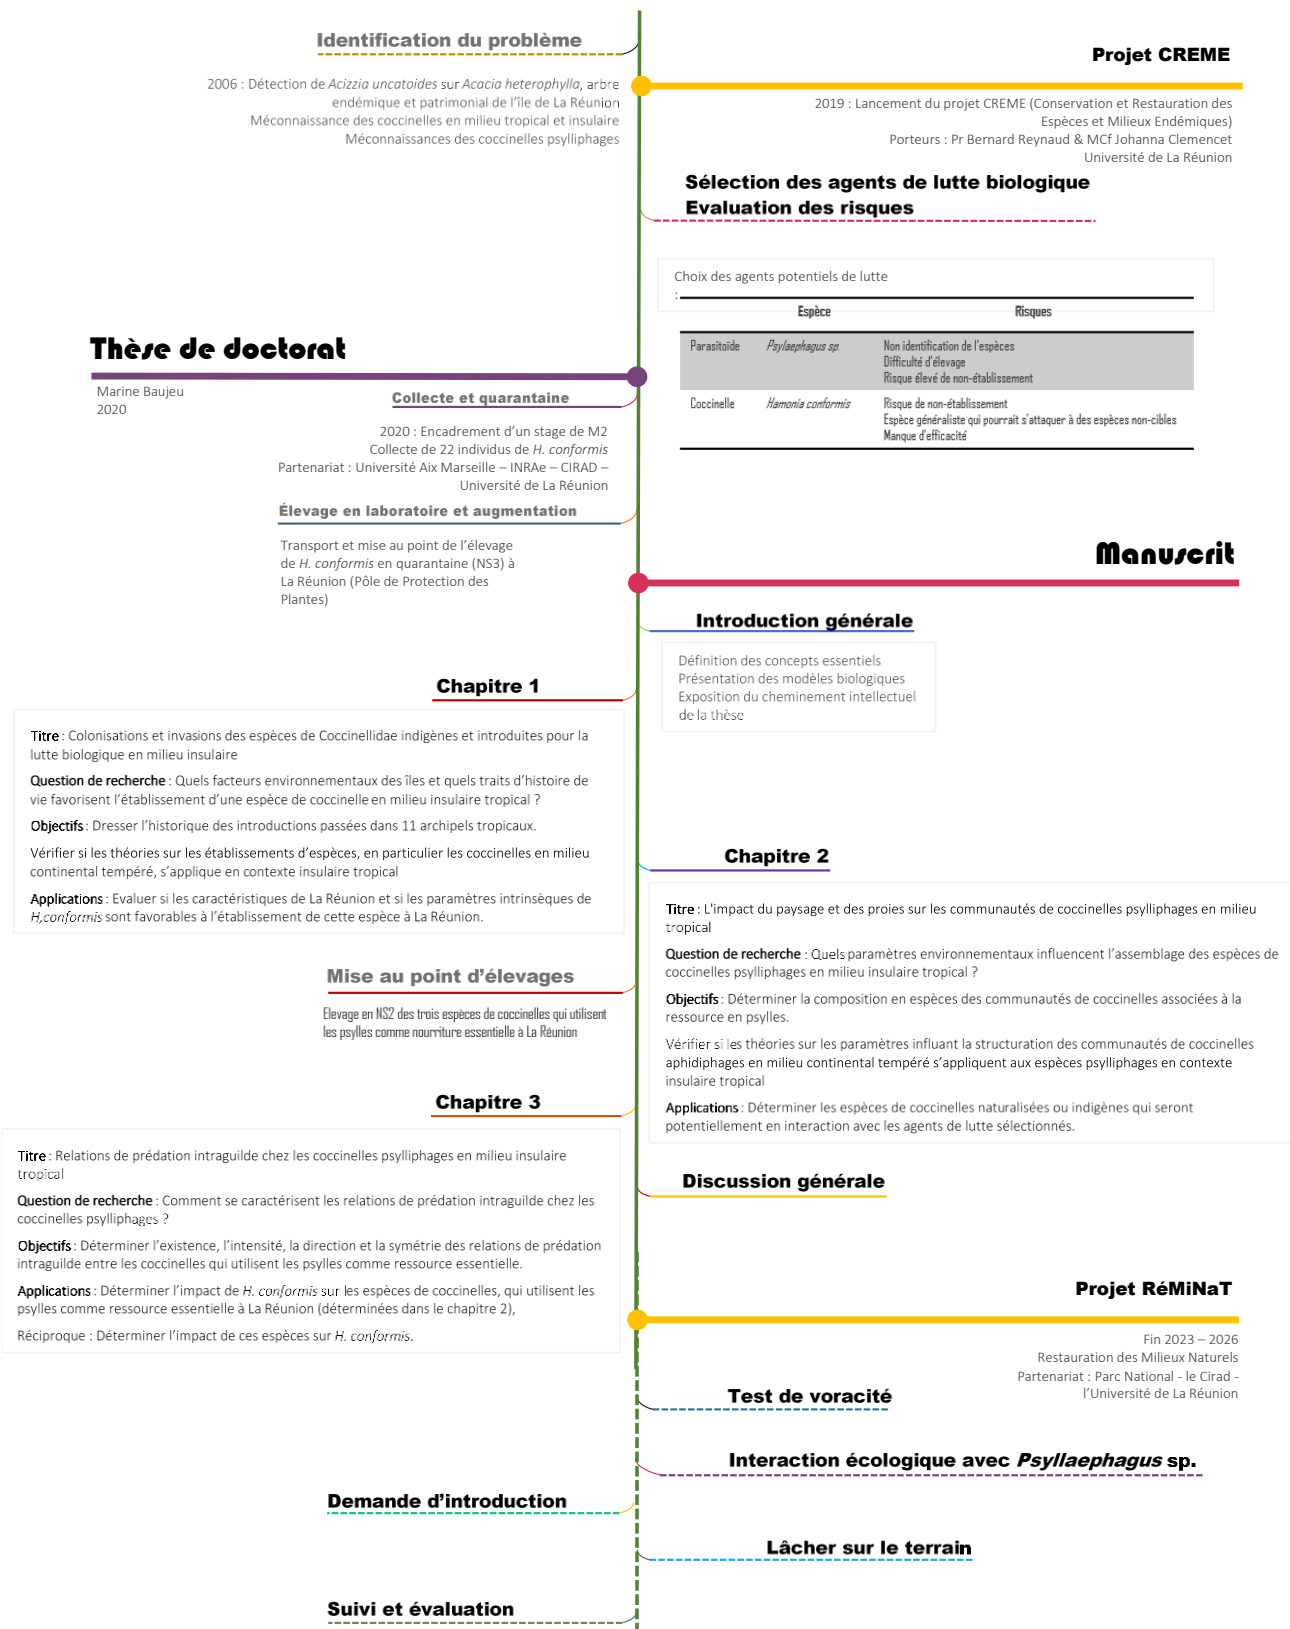 Identification du problème
2006 : Détection de Acizzia uncatoides sur Acacia heterophylla, arbre
endémique et patrimonial de l'île de La Réunion
Méconnaissance des coccinelles en milieu tropical et insulaire
Méconnaissances des coccinelles psylliphages
Projet CREME
2019 : Lancement du projet CREME (Conservation et Restauration des
Espèces et Milieux Endémiques)
Porteurs : Pr Bernard Reynaud & MCf Johanna Clemencet
Université de La Réunion
Sélection des agents de lutte biologique
Evaluation des risques
Choix des agents potentiels de lutte
:
Espèce Risques
Parasitoïde Psylaephagus sp. Non identification de l'espèces
Difficulté d'élevage
Risque élevé de non-établissement
Coccinelle Hamonia conformis Risque de non-établissement
Espèce généraliste qui pourrait s'attaquer à des espèces non-cibles
Manque d'efficacité
Thèse de doctorat
Marine Baujeu
2020
Collecte et quarantaine
2020 : Encadrement d'un stage de M2
Collecte de 22 individus de H. conformis
Partenariat : Université Aix Marseille – INRAe – CIRAD –
Université de La Réunion
Élevage en laboratoire et augmentation
Transport et mise au point de l'élevage
de H. conformis en quarantaine (NS3) à
La Réunion (Pôle de Protection des
Plantes)
Manuscrit
Introduction générale
Définition des concepts essentiels
Présentation des modèles biologiques
Exposition du cheminement intellectuel
de la thèse
Chapitre 1
Titre : Colonisations et invasions des espèces de Coccinellidae indigènes et introduites pour la
lutte biologique en milieu insulaire
Question de recherche : Quels facteurs environnementaux des îles et quels traits d'histoire de
vie favorisent l'établissement d'une espèce de coccinelle en milieu insulaire tropical ?
Objectifs : Dresser l'historique des introductions passées dans 11 archipels tropicaux.
Vérifier si les théories sur les établissements d'espèces, en particulier les coccinelles en milieu
continental tempéré, s'applique en contexte insulaire tropical
Applications : Evaluer si les caractéristiques de La Réunion et si les paramètres intrinsèques de
H,conformis sont favorables à l'établissement de cette espèce à La Réunion.
Chapitre 2
Titre : L'impact du paysage et des proies sur les communautés de coccinelles psylliphages en milieu
tropical
Question de recherche : Quels paramètres environnementaux influencent l'assemblage des espèces de
coccinelles psylliphages en milieu insulaire tropical ?
Objectifs : Déterminer la composition en espèces des communautés de coccinelles associées à la
ressource en psylles.
Vérifier si les théories sur les paramètres influant la structuration des communautés de coccinelles
aphidiphages en milieu continental tempéré s'appliquent aux espèces psylliphages en contexte
insulaire tropical
Applications : Déterminer les espèces de coccinelles naturalisées ou indigènes qui seront
potentiellement en interaction avec les agents de lutte sélectionnés.
Mise au point d'élevages
Elevage en NS2 des trois espèces de coccinelles qui utilisent
les psylles comme nourriture essentielle à La Réunion
Chapitre 3
Titre : Relations de prédation intraguilde chez les coccinelles psylliphages en milieu insulaire
tropical
Question de recherche : Comment se caractérisent les relations de prédation intraguilde chez les
coccinelles psylliphages ?
Objectifs : Déterminer l'existence, l'intensité, la direction et la symétrie des relations de prédation
intraguilde entre les coccinelles qui utilisent les psylles comme ressource essentielle.
Applications : Déterminer l'impact de H. conformis sur les espèces de coccinelles, qui utilisent les
psylles comme ressource essentielle à La Réunion (déterminées dans le chapitre 2),
Réciproque : Déterminer l'impact de ces espèces sur H. conformis.
Discussion générale
Projet RéMiNaT
Fin 2023 – 2026
Restauration des Milieux Naturels
Partenariat : Parc National - le Cirad -
l'Université de La Réunion
Test de voracité
Interaction écologique avec Psyllaephagus sp.
Demande d'introduction
Lâcher sur le terrain
Suivi et évaluation